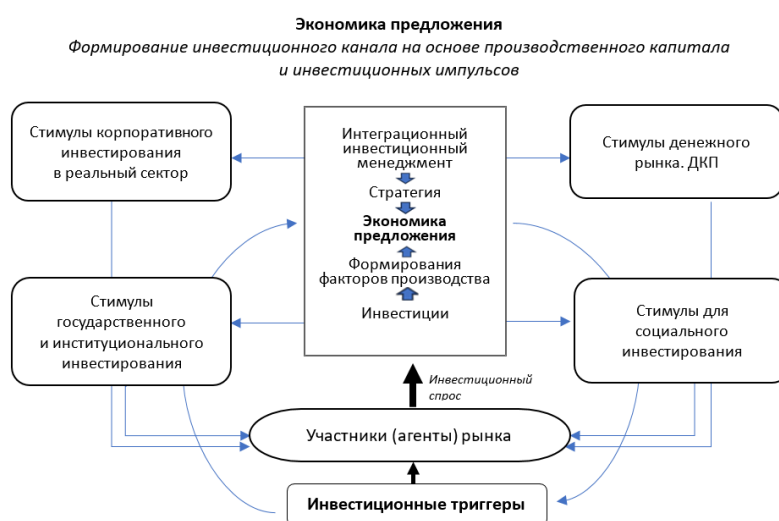 Экономика предложения
Формирование инвестиционного канала на основе производственного капитала
и инвестиционных импульсов
Стимулы корпоративного
инвестирования
в реальный сектор
Интеграционный
инвестиционный
менеджмент
Стратегия
Экономика
предложения
Формирования
факторов производства
Инвестиции
Стимулы денежного
рынка. ДКП
Стимулы
государственного
и институционального
инвестирования
Стимулы для
социального
инвестирования
Инвестиционный
спрос
Участники (агенты) рынка
Инвестиционные триггеры